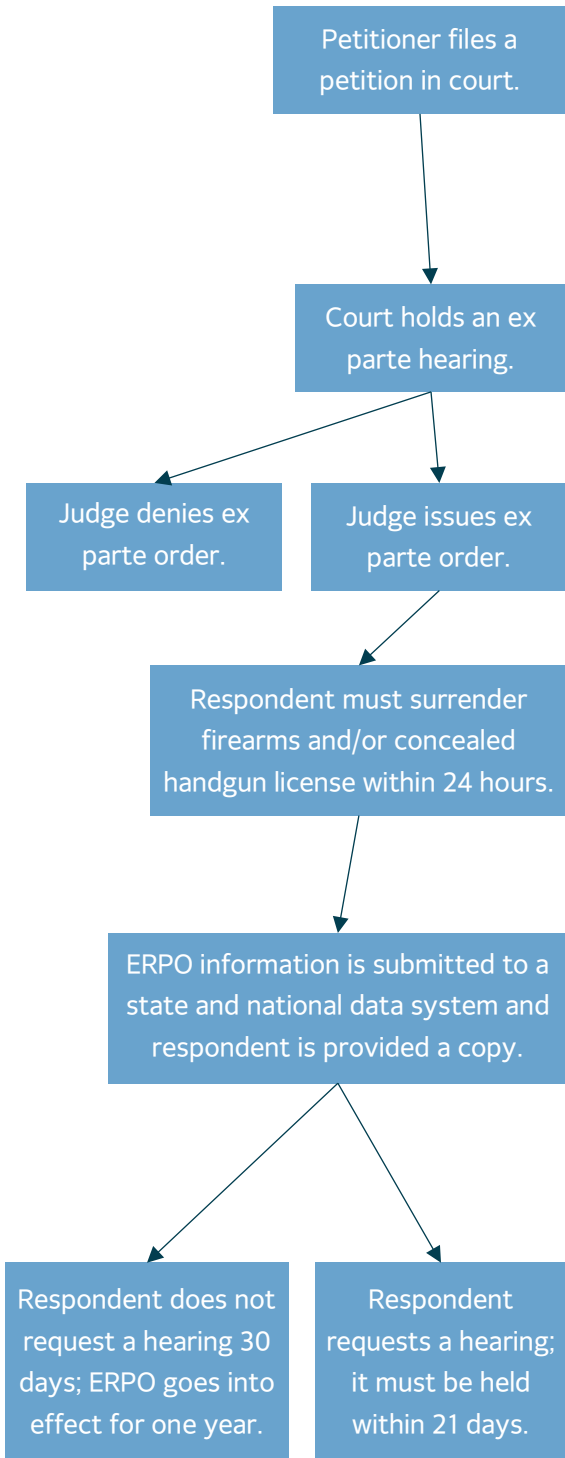 Petitioner files a
petition in court.
Court holds an ex
parte hearing.
Judge denies ex
parte order.
Judge issues ex
parte order.
Respondent must surrender
firearms and/or concealed
handgun license within 24 hours.
ERPO information is submitted to a
state and national data system and
respondent is provided a copy.
Respondent does not
request a hearing 30
days; ERPO goes into
effect for one year.
Respondent
requests a hearing;
it must be held
within 21 days.